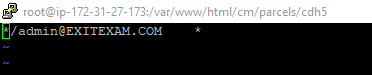 root@ip-172-31-27-173:/var/www/html/cm/parcels/cdh5
*/admin@EXITEXAM.COM    *
~
~